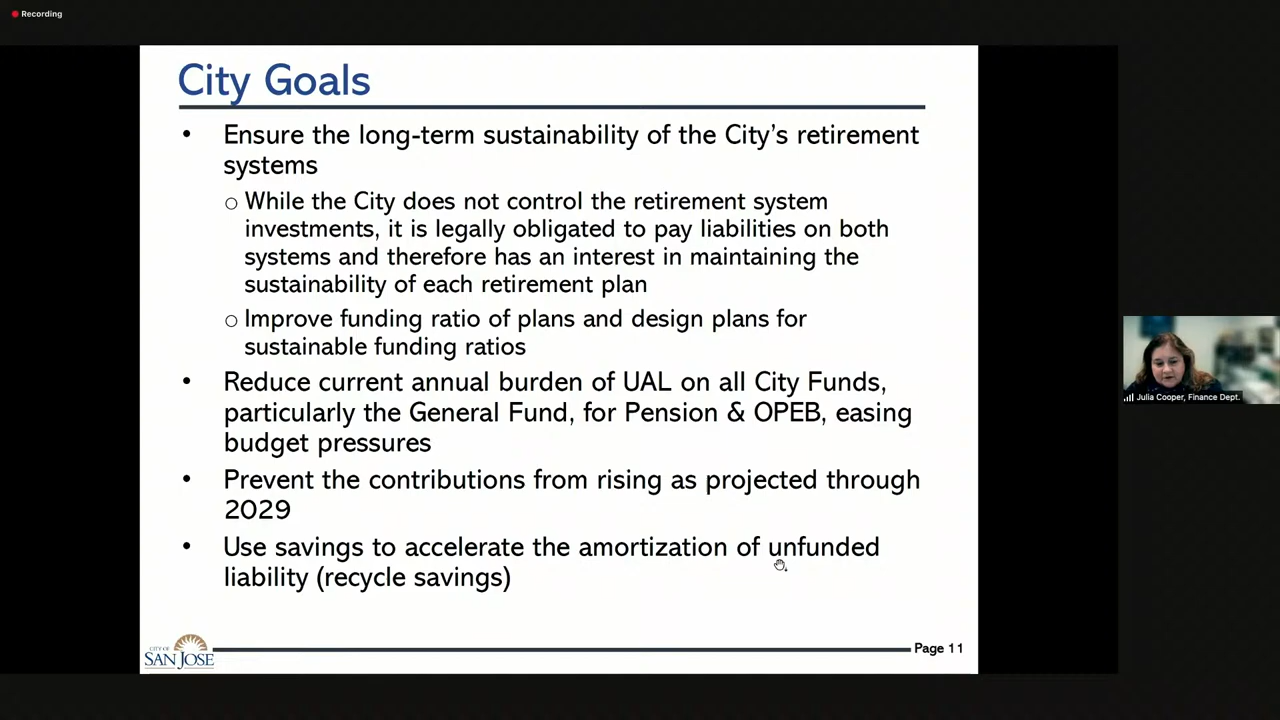 Recording
City Goals
• Ensure the long-term sustainability of the City's retirement
systems
o While the City does not control the retirement system
investments, it is legally obligated to pay liabilities on both
systems and therefore has an interest in maintaining the
sustainability of each retirement plan
o Improve funding ratio of plans and design plans for
sustainable funding ratios
• Reduce current annual burden of UAL on all City Funds,
particularly the General Fund, for Pension & OPEB, easing
budget pressures
• Prevent the contributions from rising as projected through
2029
• Use savings to accelerate the amortization of unfunded
liability (recycle savings)
Julia Cooper, Finance Dept.
CITY OF
SAN JOSE
Page 11